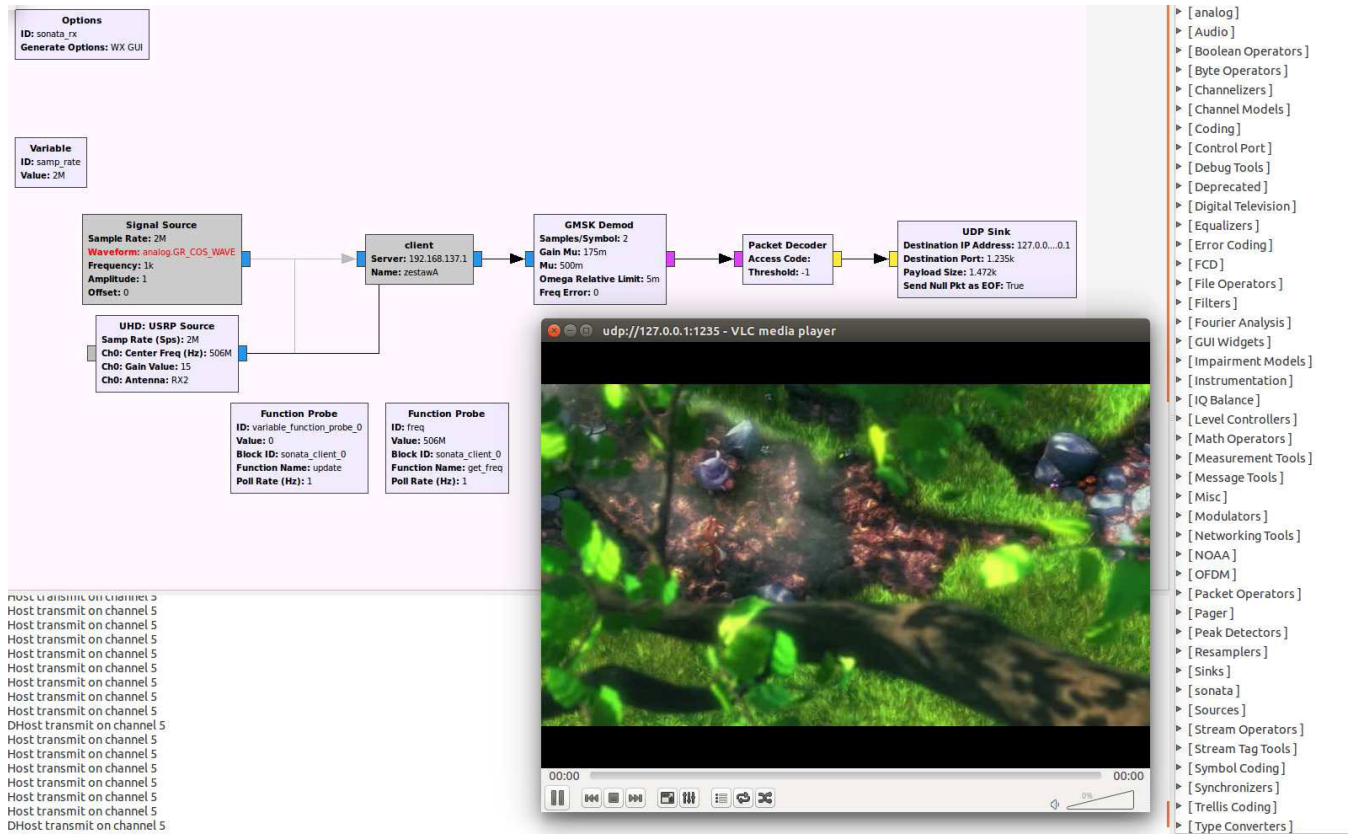 Options
ID: sonata_rx
Generate Options: WX GUI
Variable
ID: samp_rate
Value: 2M
Signal Source
Sample Rate: 2M
Waveform: analog.GR_COS_WAVE
Frequency: 1k
Amplitude: 1
Offset: 0
UHD: USRP Source
Samp Rate (Sps): 2M
Ch0: Center Freq (Hz): 506M
Ch0: Gain Value: 15
Ch0: Antenna: RX2
client
Server: 192.168.137.1
Name: zestawA
GMSK Demod
Samples/Symbol: 2
Gain Mu: 175m
Mu: 500m
Omega Relative Limit: 5m
Freq Error: 0
Packet Decoder
Access Code:
Threshold: -1
UDP Sink
Destination IP Address: 127.0.0....0.1
Destination Port: 1.235k
Payload Size: 1.472k
Send Null Pkt as EOF: True
Function Probe
ID: variable_function_probe_0
Value: 0
Block ID: sonata_client_0
Function Name: update
Poll Rate (Hz): 1
Function Probe
ID: freq
Value: 506M
Block ID: sonata_client_0
Function Name: get_freq
Poll Rate (Hz): 1
udp://127.0.0.1:1235 - VLC media player
00:00
00:00
0%
Host transmit on channel 5
Host transmit on channel 5
Host transmit on channel 5
Host transmit on channel 5
Host transmit on channel 5
Host transmit on channel 5
Host transmit on channel 5
Host transmit on channel 5
Host transmit on channel 5
DHost transmit on channel 5
Host transmit on channel 5
Host transmit on channel 5
Host transmit on channel 5
Host transmit on channel 5
Host transmit on channel 5
Host transmit on channel 5
DHost transmit on channel 5
[ analog ]
[ Audio ]
[ Boolean Operators ]
[ Byte Operators ]
[ Channelizers ]
[ Channel Models ]
[ Coding ]
[ Control Port ]
[ Debug Tools ]
[ Deprecated ]
[ Digital Television ]
[ Equalizers ]
[ Error Coding ]
[ FCD ]
[ File Operators ]
[ Filters ]
[ Fourier Analysis ]
[ GUI Widgets ]
[ Impairment Models ]
[ Instrumentation ]
[ IQ Balance ]
[ Level Controllers ]
[ Math Operators ]
[ Measurement Tools ]
[ Message Tools ]
[ Misc ]
[ Modulators ]
[ Networking Tools ]
[ NOAA ]
[ OFDM ]
[ Packet Operators ]
[ Pager ]
[ Peak Detectors ]
[ Resamplers ]
[ Sinks ]
[ sonata ]
[ Sources ]
[ Stream Operators ]
[ Stream Tag Tools ]
[ Symbol Coding ]
[ Synchronizers ]
[ Trellis Coding ]
[ Type Converters ]